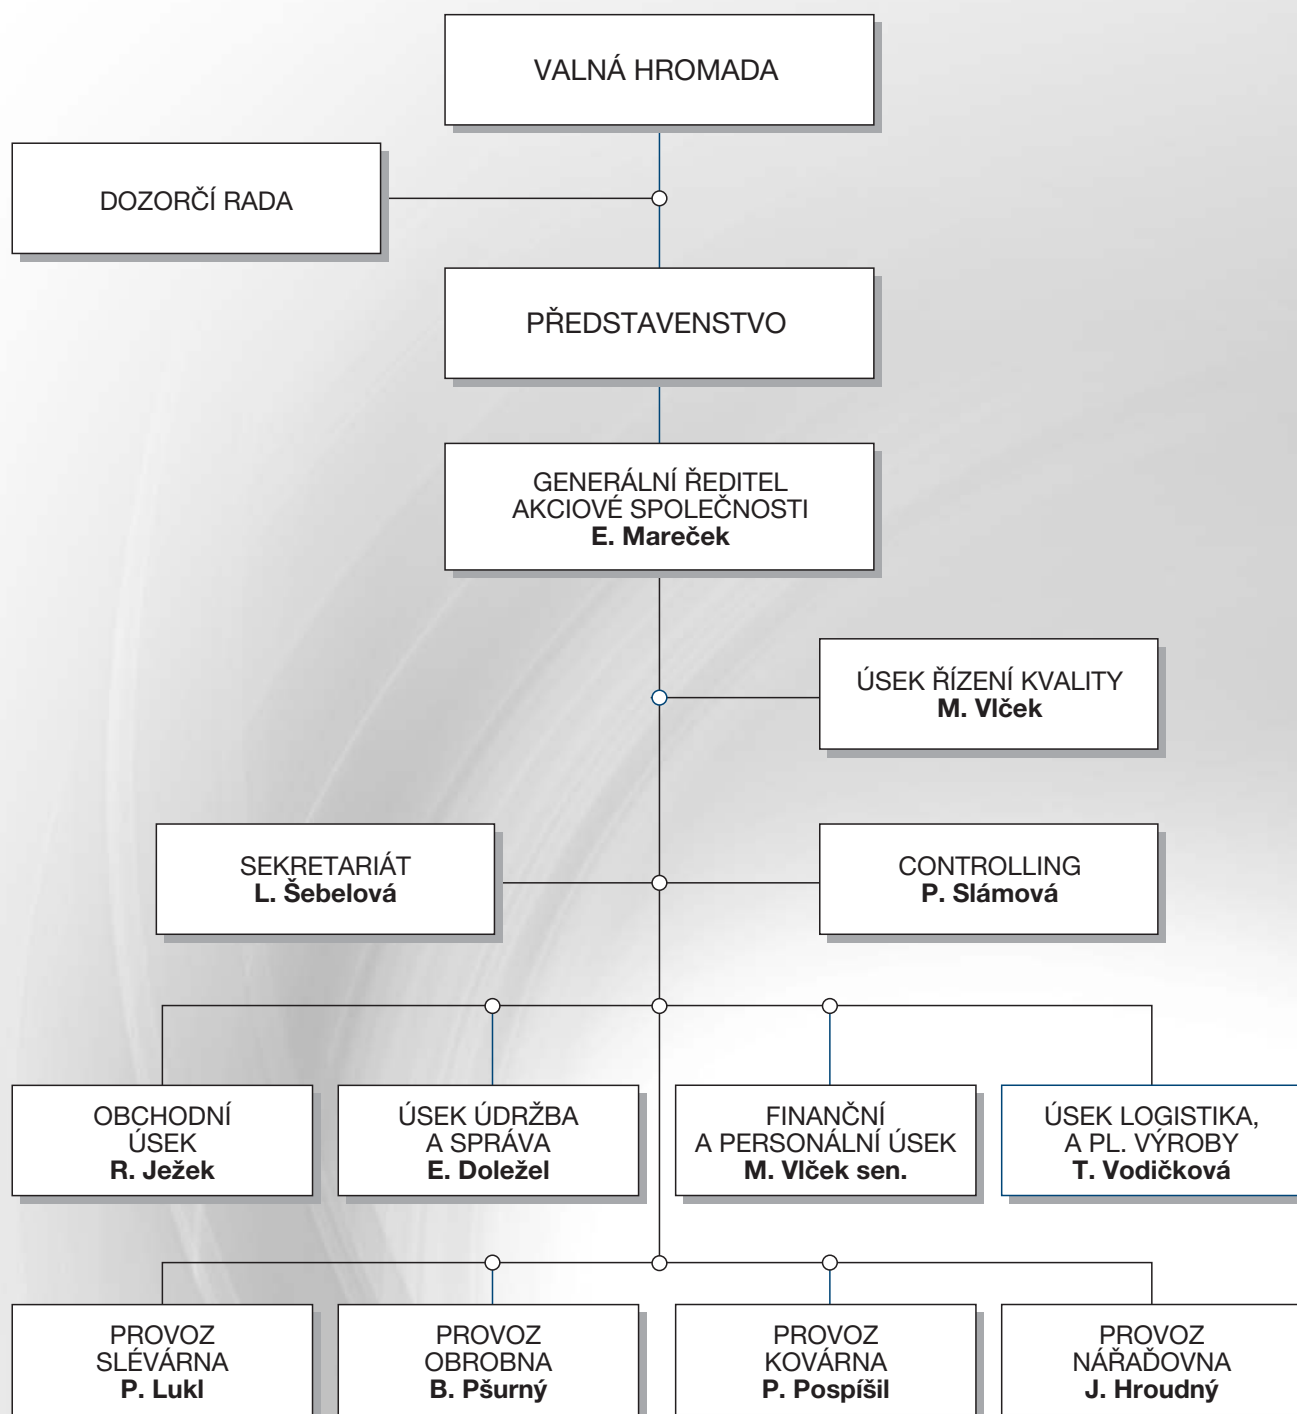 VALNÁ HROMADA
DOZORČÍ RADA
PŘEDSTAVENSTVO
GENERÁLNÍ ŘEDITEL
AKCIOVÉ SPOLEČNOSTI
E. Mareček
ÚSEK ŘÍZENÍ KVALITY
M. Vlček
SEKRETARIÁT
L. Šebelová
CONTROLLING
P. Slámová
OBCHODNÍ
ÚSEK
R. Ježek
ÚSEK ÚDRŽBA
A SPRÁVA
E. Doležel
FINANČNÍ
A PERSONÁLNÍ ÚSEK
M. Vlček sen.
ÚSEK LOGISTIKA,
A PL. VÝROBY
T. Vodičková
PROVOZ
SLÉVÁRNA
P. Lukl
PROVOZ
OBROBNA
B. Pšurný
PROVOZ
KOVÁRNA
P. Pospíšil
PROVOZ
NÁŘAĎOVNA
J. Hroudný